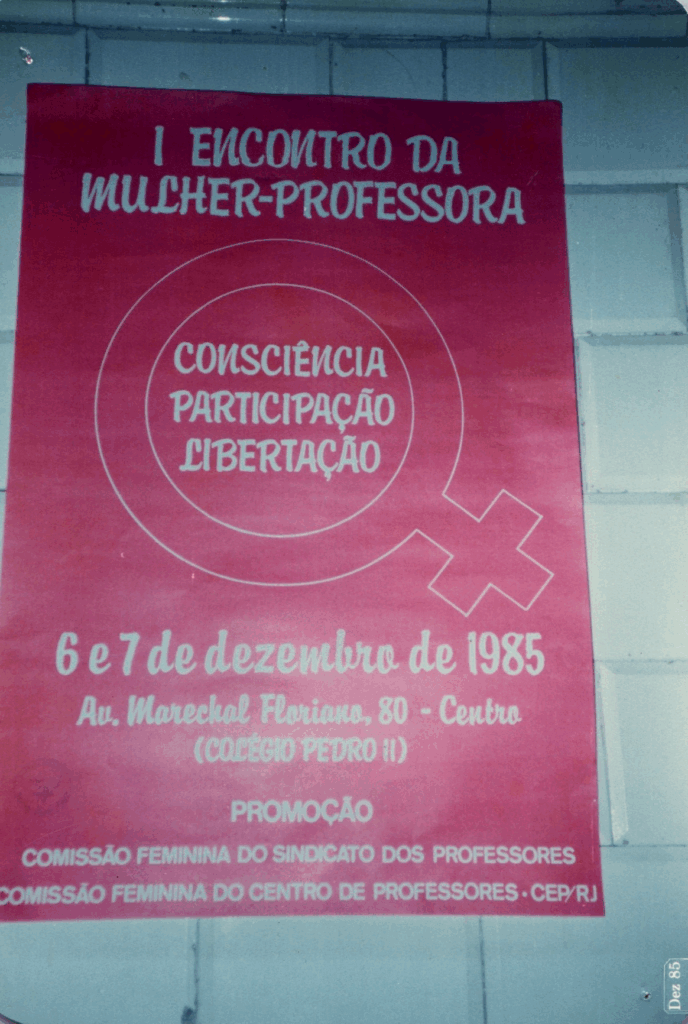 I ENCONTRO DA
MULHER-PROFESSORA
CONSCIÊNCIA
PARTICIPAÇÃO
LIBERTAÇÃO
6 e 7 de dezembro de 1985
Av. Marechal Floriano, 80 - Centro
(COLÉGIO PEDRO II)
PROMOÇÃO
COMISSÃO FEMININA DO SINDICATO DOS PROFESSORES
COMISSÃO FEMININA DO CENTRO DE PROFESSORES · CEP/RJ
Dez 85